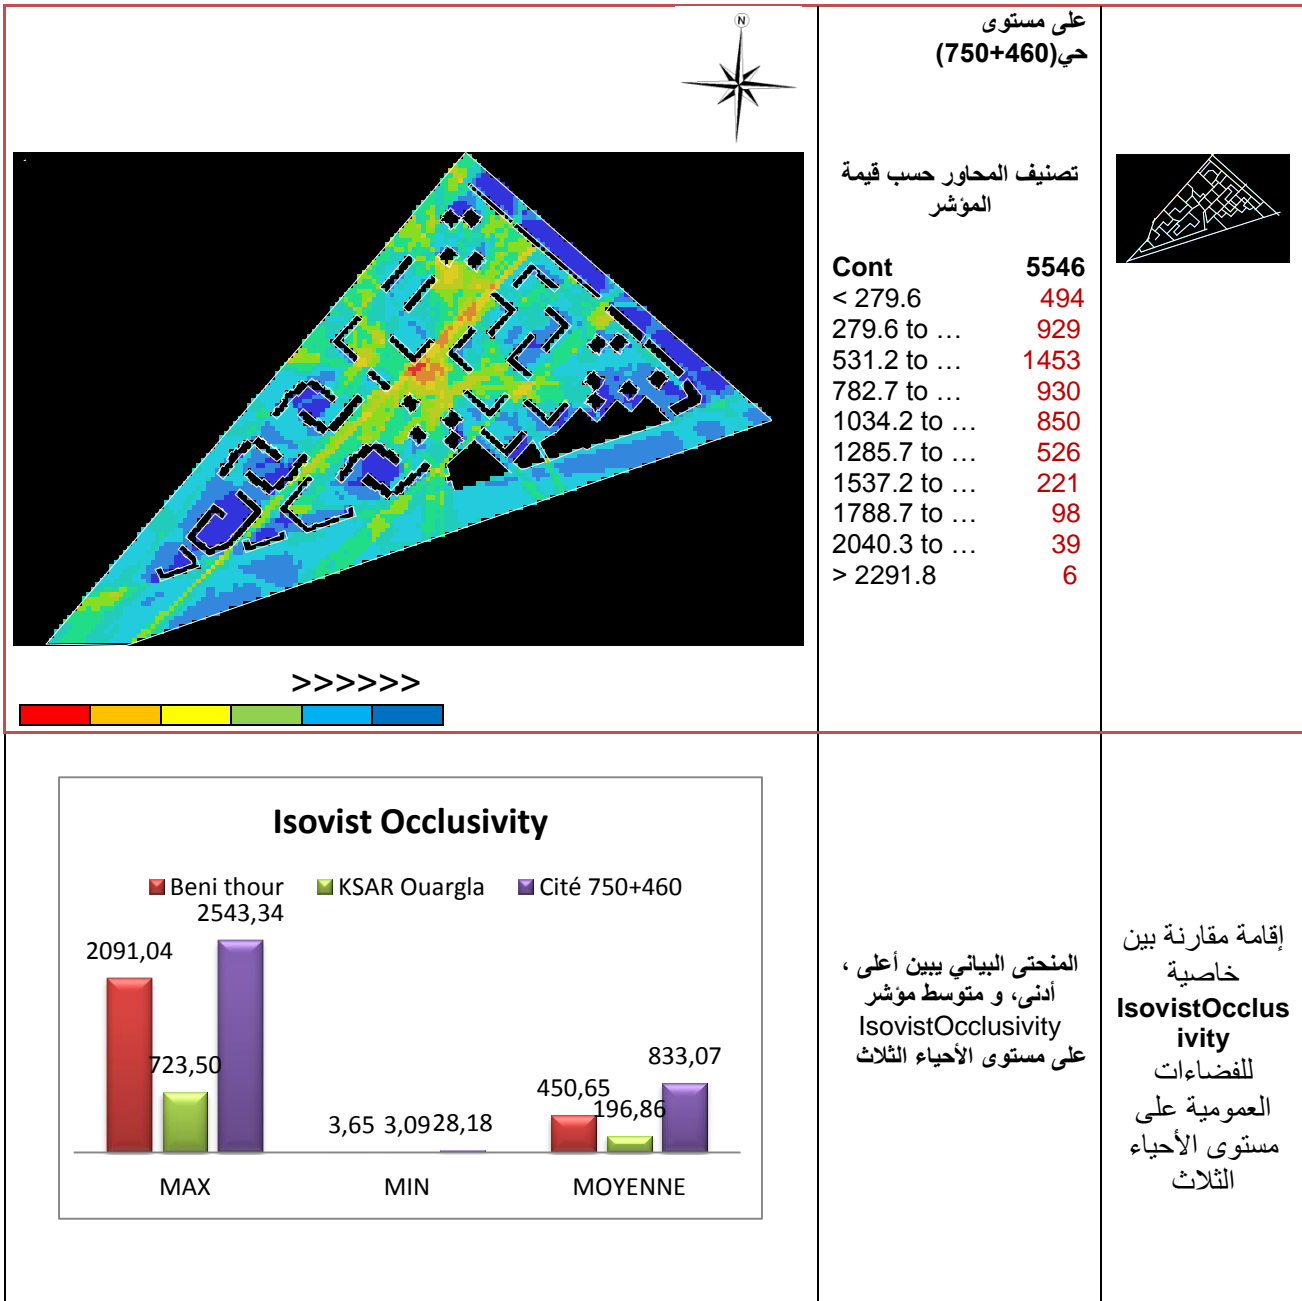 N
على مستوى
حي(460+750)
تصنيف المحاور حسب قيمة
المؤشر
Cont 5546
< 279.6 494
279.6 to … 929
531.2 to … 1453
782.7 to … 930
1034.2 to … 850
1285.7 to … 526
1537.2 to … 221
1788.7 to … 98
2040.3 to … 39
> 2291.8 6
>>>>>>
Isovist Occlusivity
Beni thour KSAR Ouargla Cité 750+460
2091,04 723,50 2543,34
3,65 3,09 28,18
450,65 196,86 833,07
MAX MIN MOYENNE
المنحتى البياني يبين أعلى ،
أدنى، و متوسط مؤشر
IsovistOcclusivity
على مستوى الأحياء الثلاث
إقامة مقارنة بين
خاصية
IsovistOcclus
ivity
للفضاءات
العمومية على
مستوى الأحياء
الثلاث